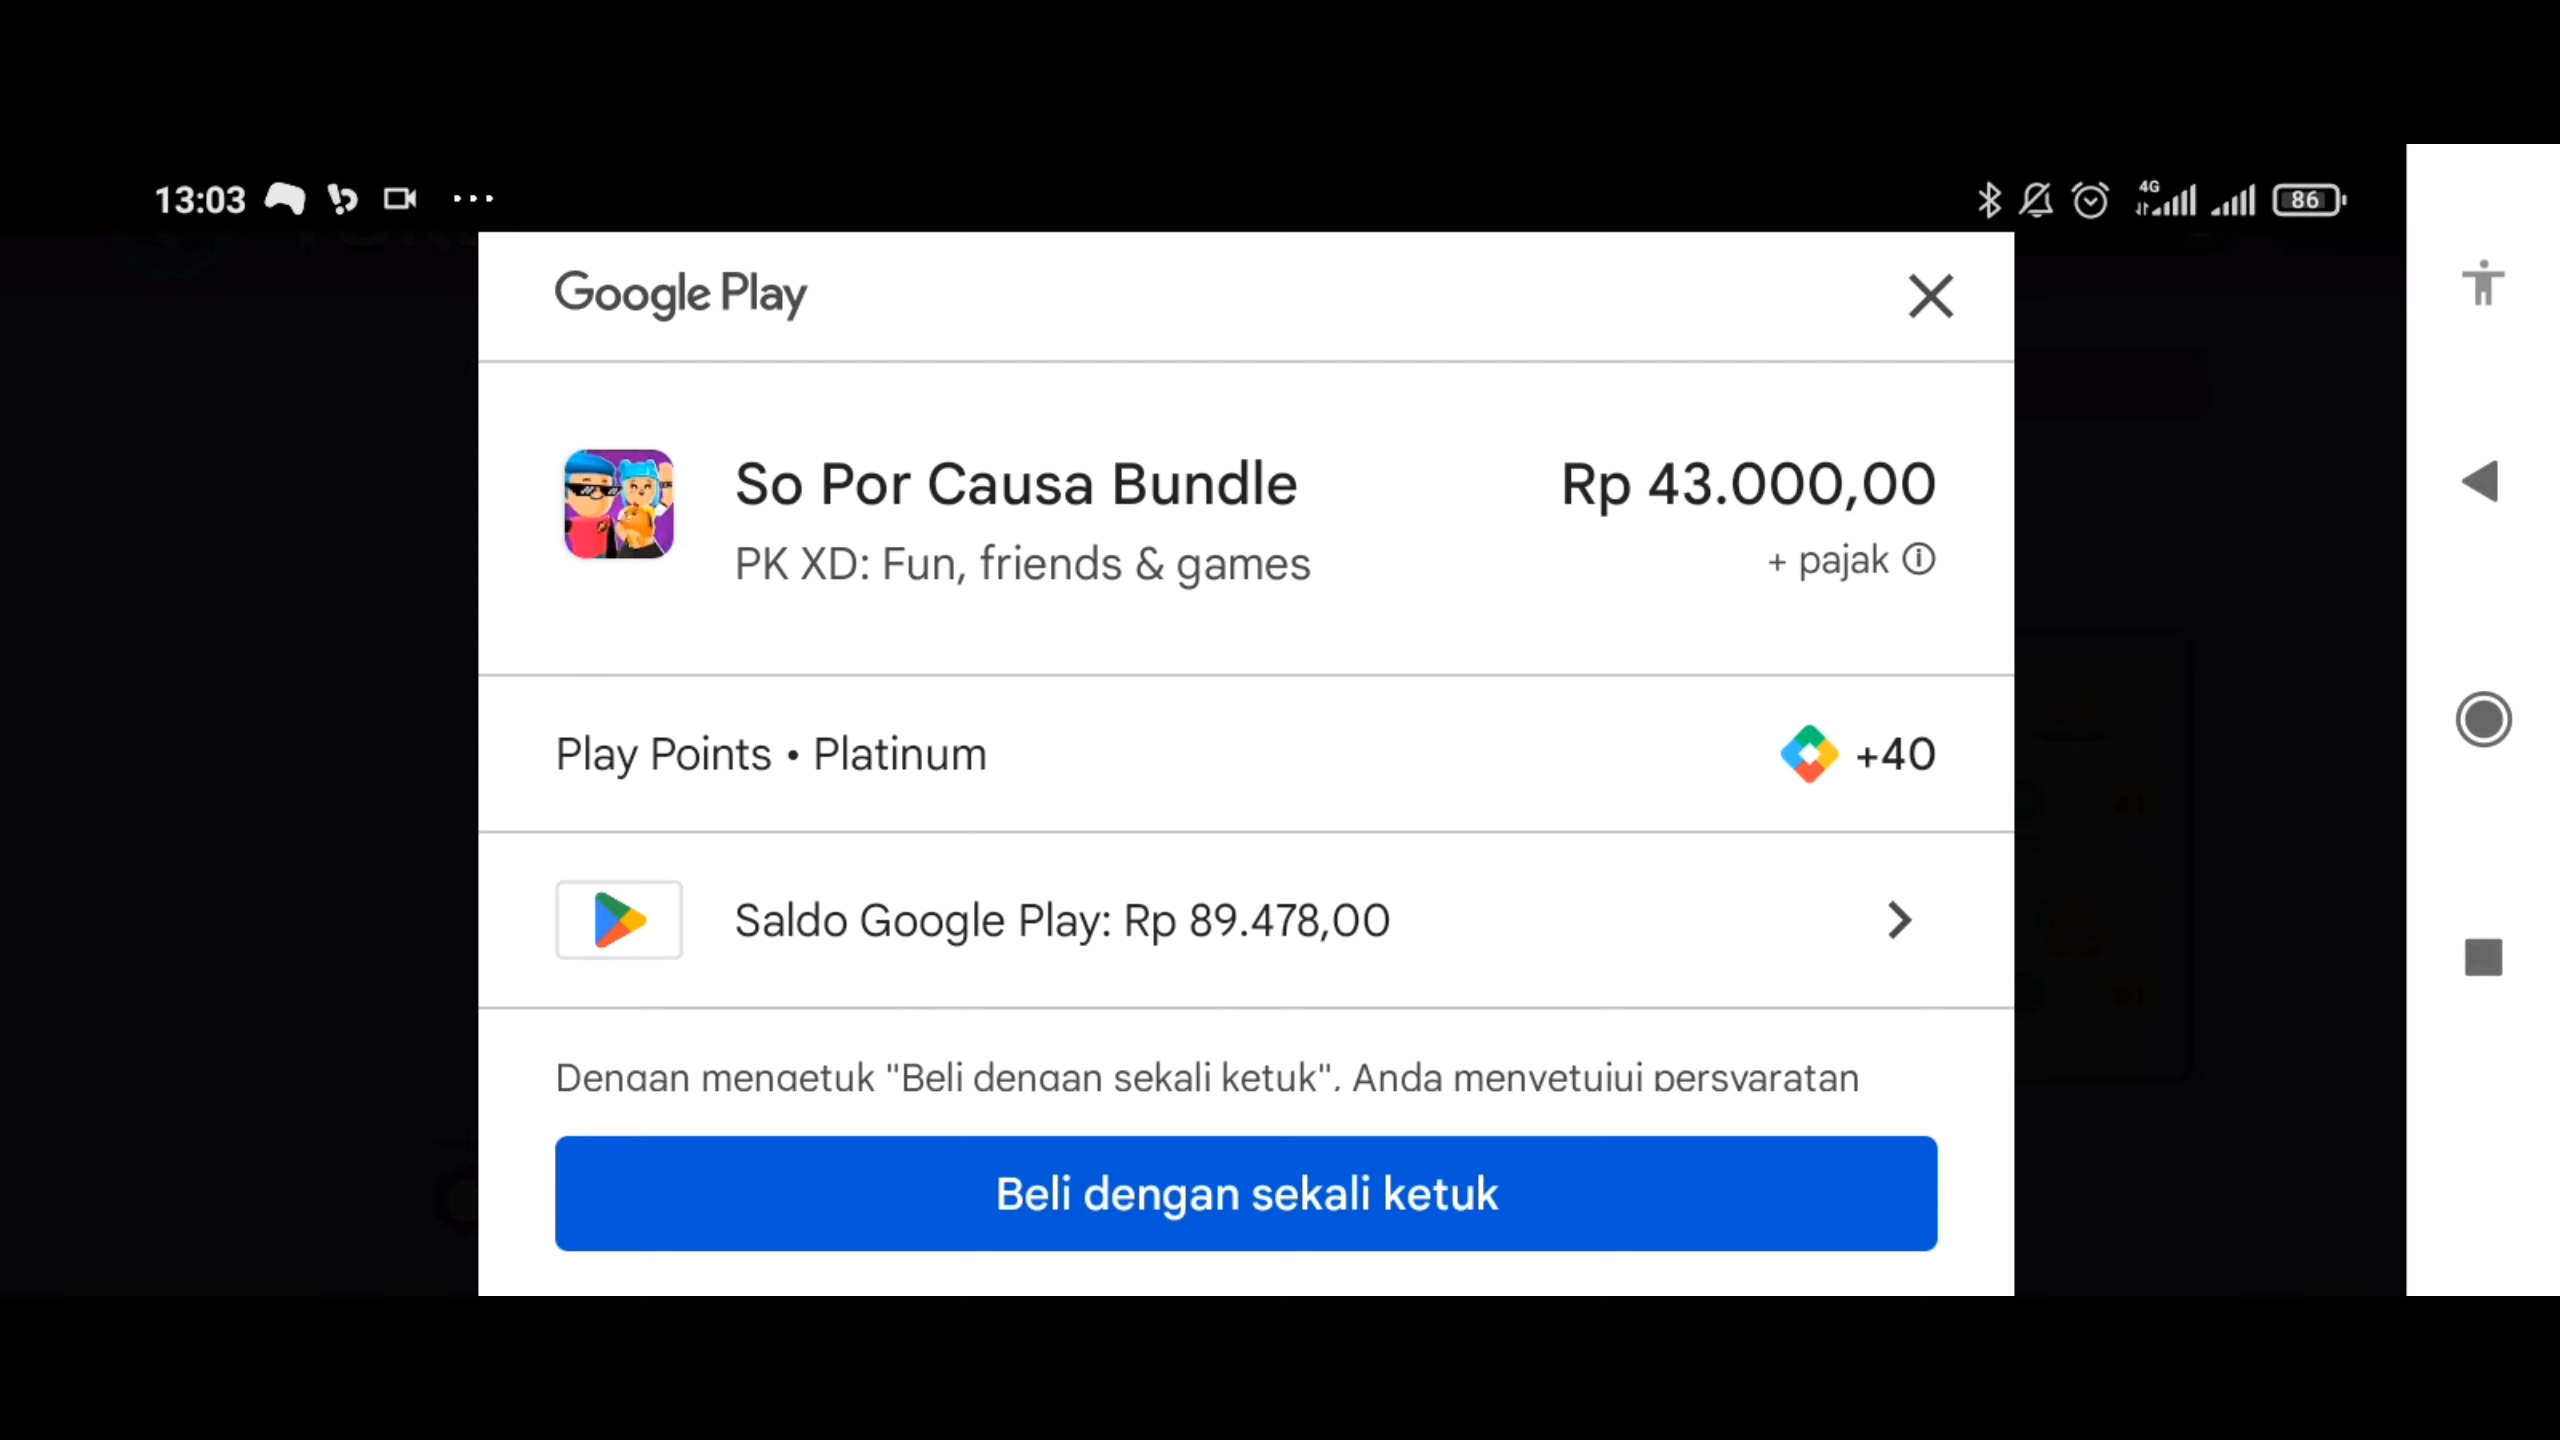 13:03
4G
86
Google Play
So Por Causa Bundle
Rp 43.000,00
PK XD: Fun, friends & games
+ pajak
Play Points • Platinum
+40
Saldo Google Play: Rp 89.478,00
Dengan mengetuk "Beli dengan sekali ketuk", Anda menyetujui persyaratan
Beli dengan sekali ketuk